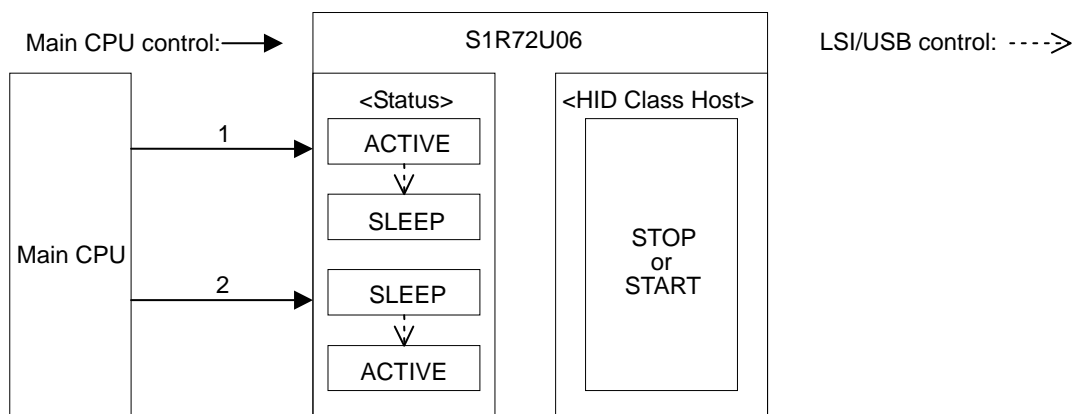 Main CPU control:
S1R72U06
LSI/USB control:
<Status>
<HID Class Host>
1
ACTIVE
SLEEP
Main CPU
STOP
or
START
2
SLEEP
ACTIVE